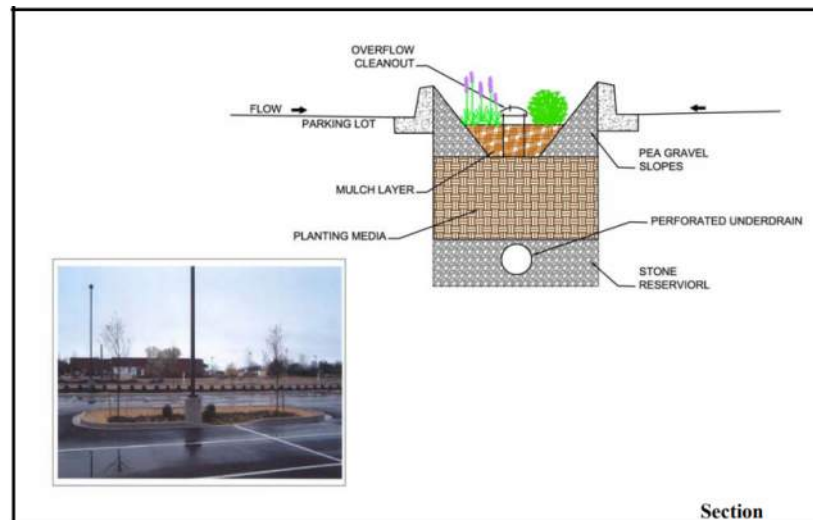 OVERFLOW
CLEANOUT
FLOW
PARKING LOT
PEA GRAVEL
SLOPES
MULCH LAYER
PERFORATED UNDERDRAIN
PLANTING MEDIA
STONE
RESERVIORL
Section